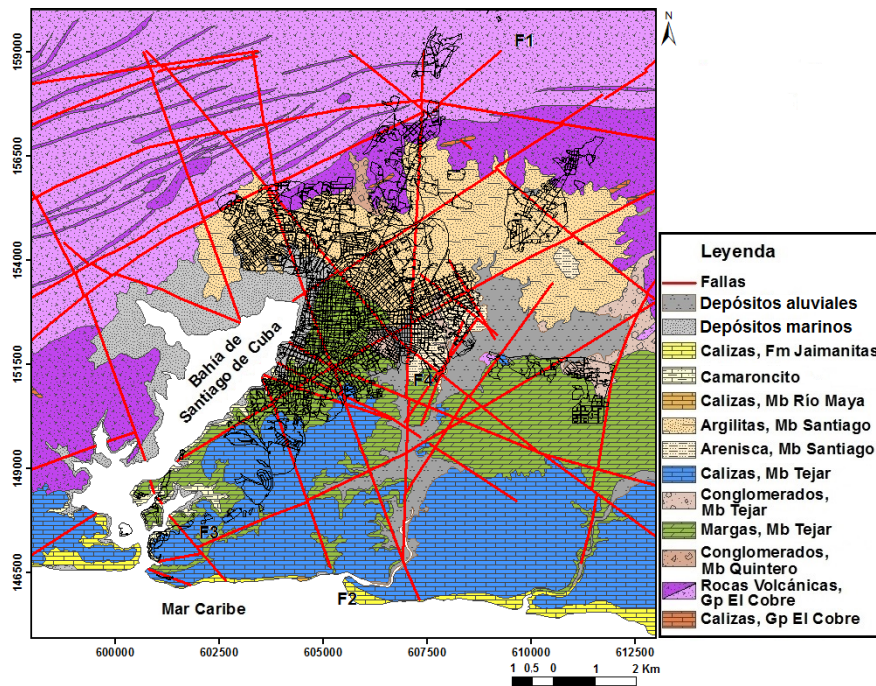 N
F1
159000
156500
154000
151500
149000
146500
Bahía de
Santiago de Cuba
F4
F3
F2
Mar Caribe
600000
602500
605000
607500
610000
612500
1 0.5 0 1 2 Km
Leyenda
Fallas
Depósitos aluviales
Depósitos marinos
Calizas, Fm Jaimanitas
Camaroncito
Calizas, Mb Río Maya
Argilitas, Mb Santiago
Arenisca, Mb Santiago
Calizas, Mb Tejar
Conglomerados,
Mb Tejar
Margas, Mb Tejar
Conglomerados,
Mb Quintero
Rocas Volcánicas,
Gp El Cobre
Calizas, Gp El Cobre